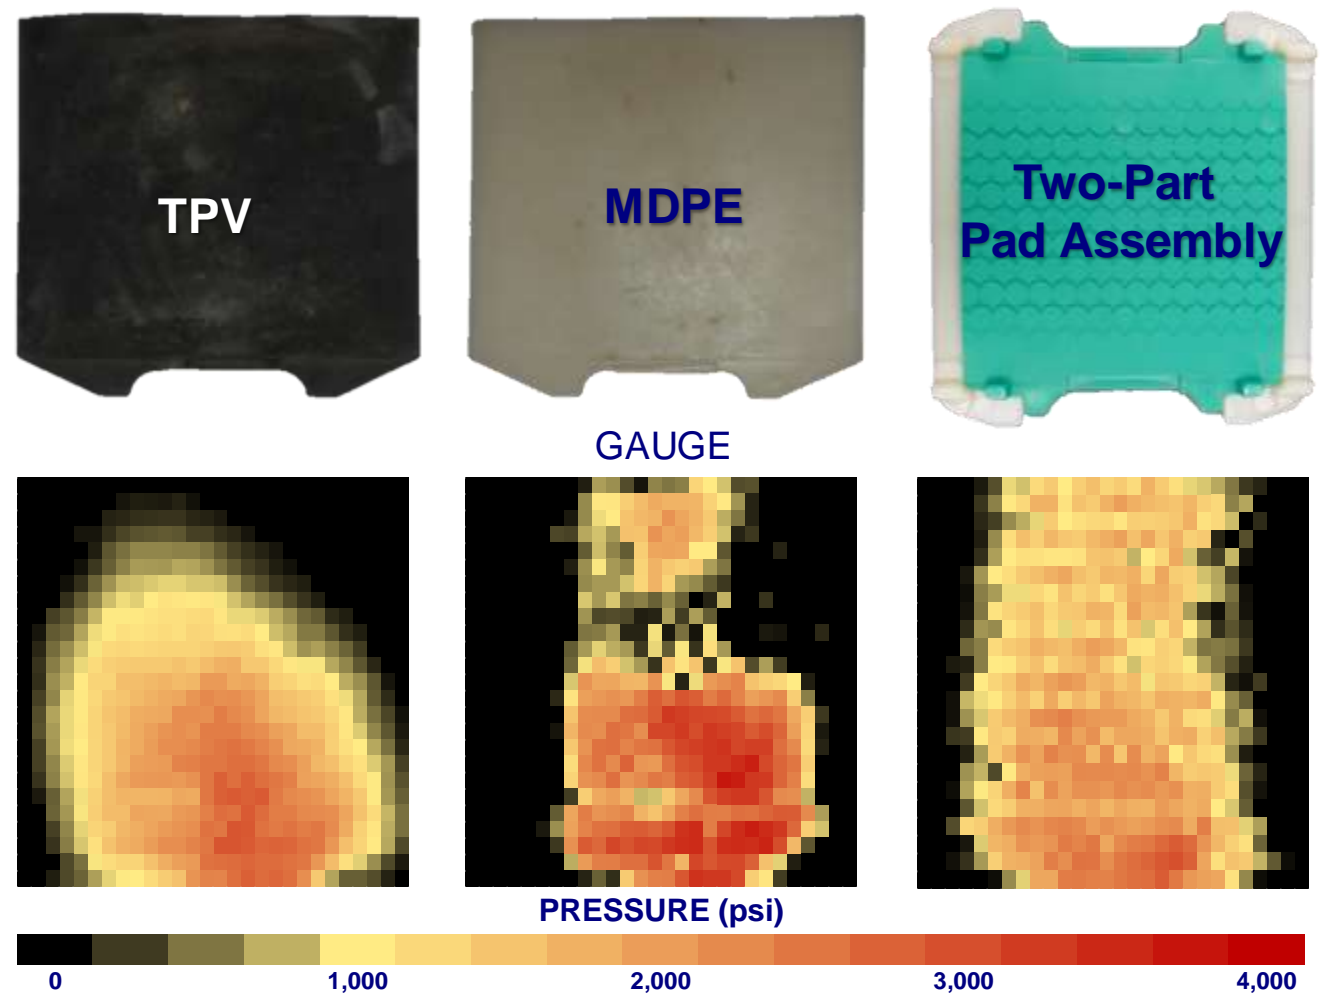 TPV
MDPE
Two-Part
Pad Assembly
GAUGE
PRESSURE (psi)
0 1,000 2,000 3,000 4,000